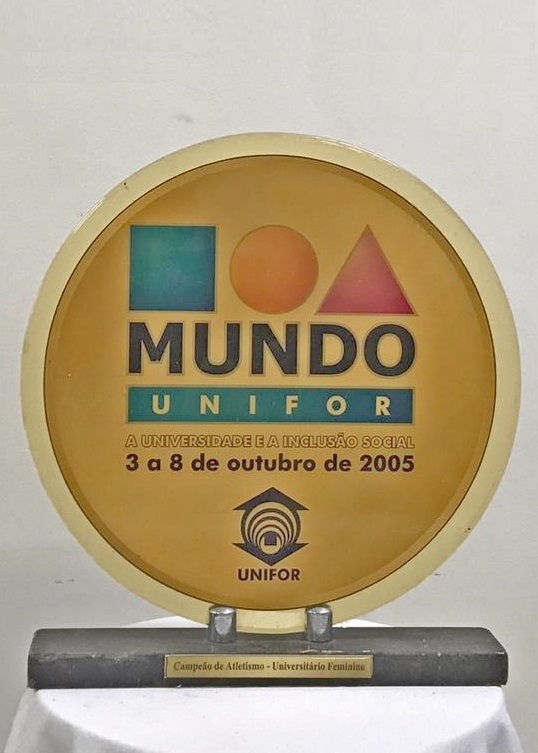 MUNDO
UNIFOR
A UNIVERSIDADE E A INCLUSÃO SOCIAL
3 a 8 de outubro de 2005
UNIFOR
Campeão de Atletismo - Universitário Feminino